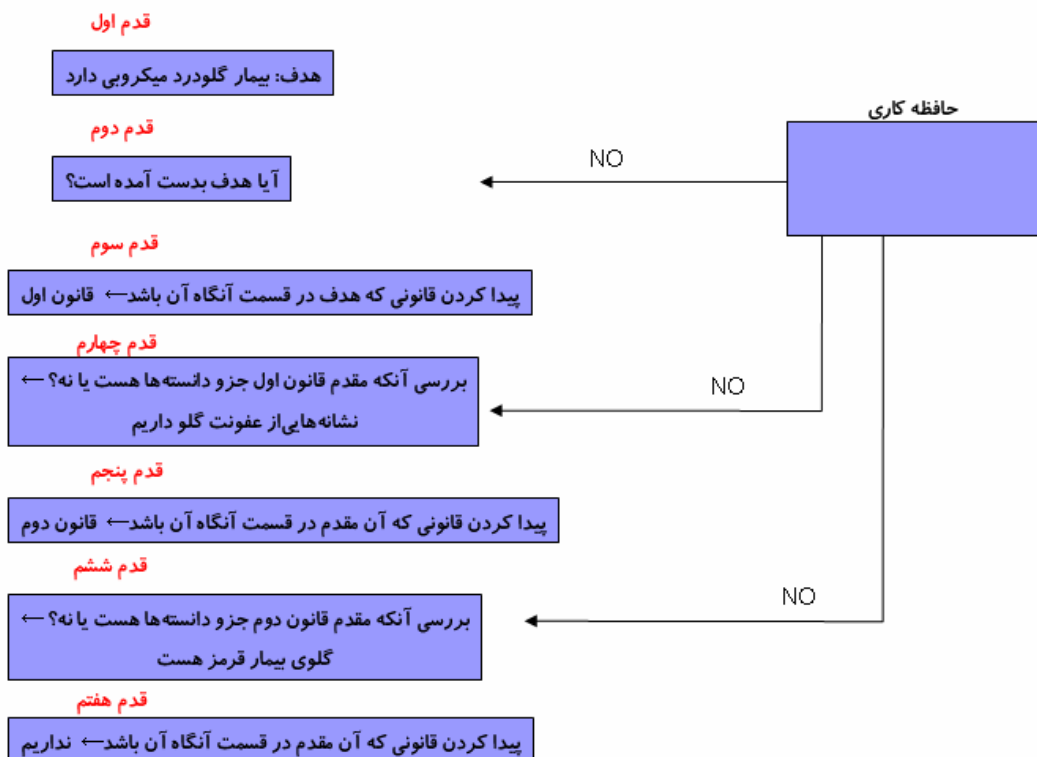 قدم اول
هدف: بیمار گلودرد میکروبی دارد
حافظه کاری
قدم دوم
NO
آیا هدف بدست آمده است؟
قدم سوم
پیدا کردن قانونی که هدف در قسمت آنگاه آن باشد← قانون اول
قدم چهارم
بررسی آنکه مقدم قانون اول جزو دانسته‌ها هست یا نه؟ ←
نشانه‌هایی‌از عفونت گلو داریم
NO
قدم پنجم
پیدا کردن قانونی که آن مقدم در قسمت آنگاه آن باشد← قانون دوم
قدم ششم
بررسی آنکه مقدم قانون دوم جزو دانسته‌ها هست یا نه؟ ←
گلوی بیمار قرمز هست
NO
قدم هفتم
پیدا کردن قانونی که آن مقدم در قسمت آنگاه آن باشد← نداریم